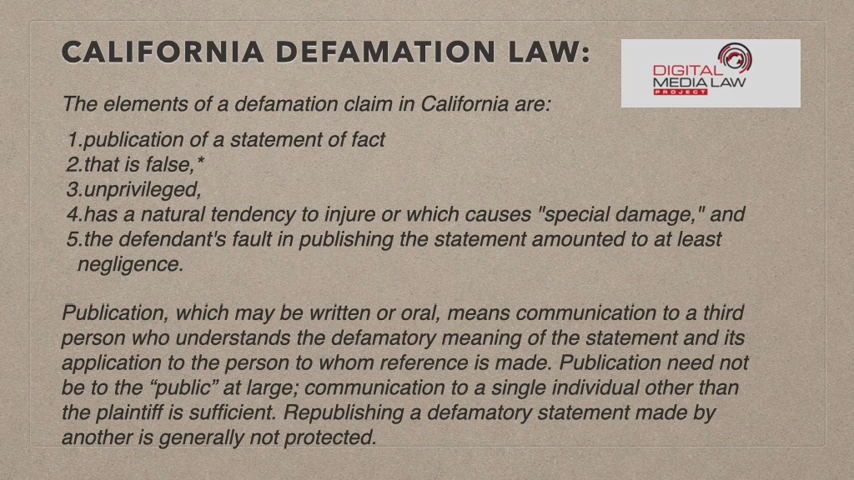 CALIFORNIA DEFAMATION LAW:
DIGITAL
MEDIA LAW
PROJECT
The elements of a defamation claim in California are:
1.publication of a statement of fact
2.that is false,*
3.unprivileged,
4.has a natural tendency to injure or which causes "special damage," and
5.the defendant's fault in publishing the statement amounted to at least
negligence.
Publication, which may be written or oral, means communication to a third
person who understands the defamatory meaning of the statement and its
application to the person to whom reference is made. Publication need not
be to the “public” at large; communication to a single individual other than
the plaintiff is sufficient. Republishing a defamatory statement made by
another is generally not protected.